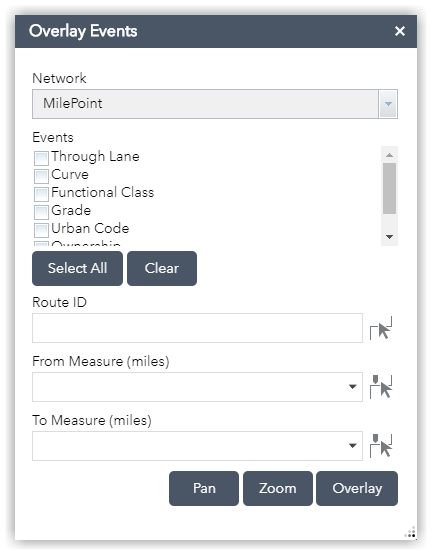 Overlay Events
×
Network
MilePoint
Events
Through Lane
Curve
Functional Class
Grade
Urban Code
Ownership
Select All Clear
Route ID
From Measure (miles)
To Measure (miles)
Pan Zoom Overlay